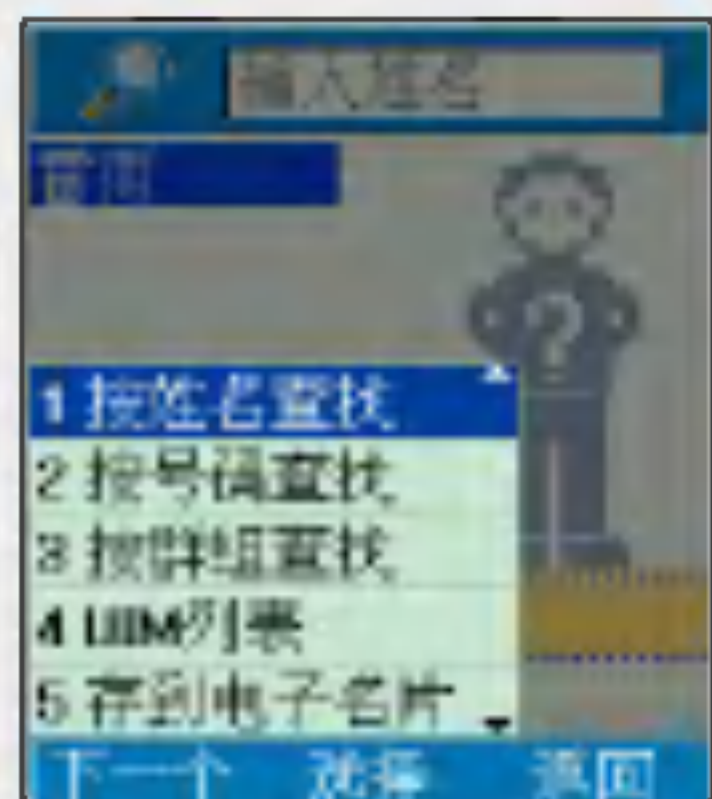 输入姓名
1 按姓名查找
2 按号码查找
3 按群组查找
4 UIM列表
5 存到电子名片
下一个 选择 返回